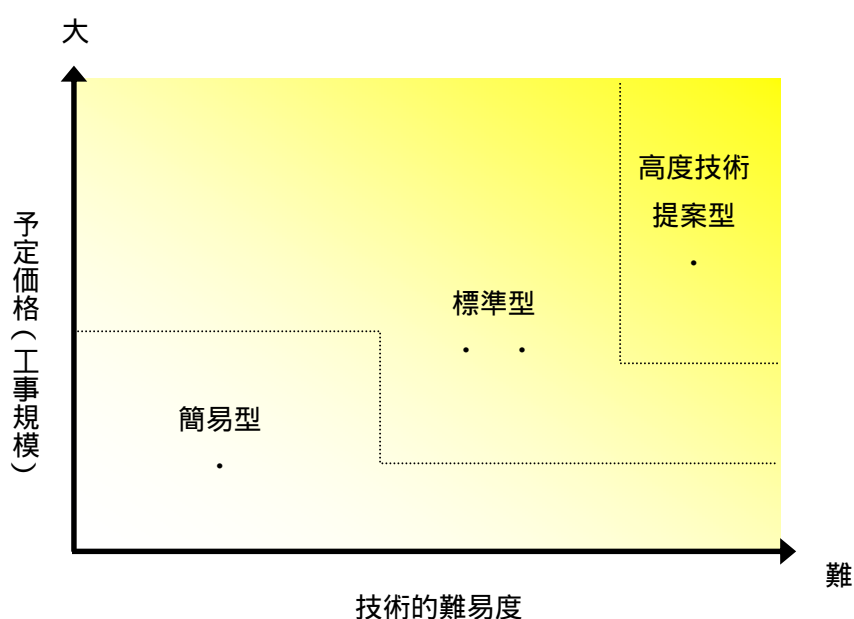 大
予定価格(工事規模)
高度技術
提案型
・
標準型
・ ・
簡易型
・
難
技術的難易度